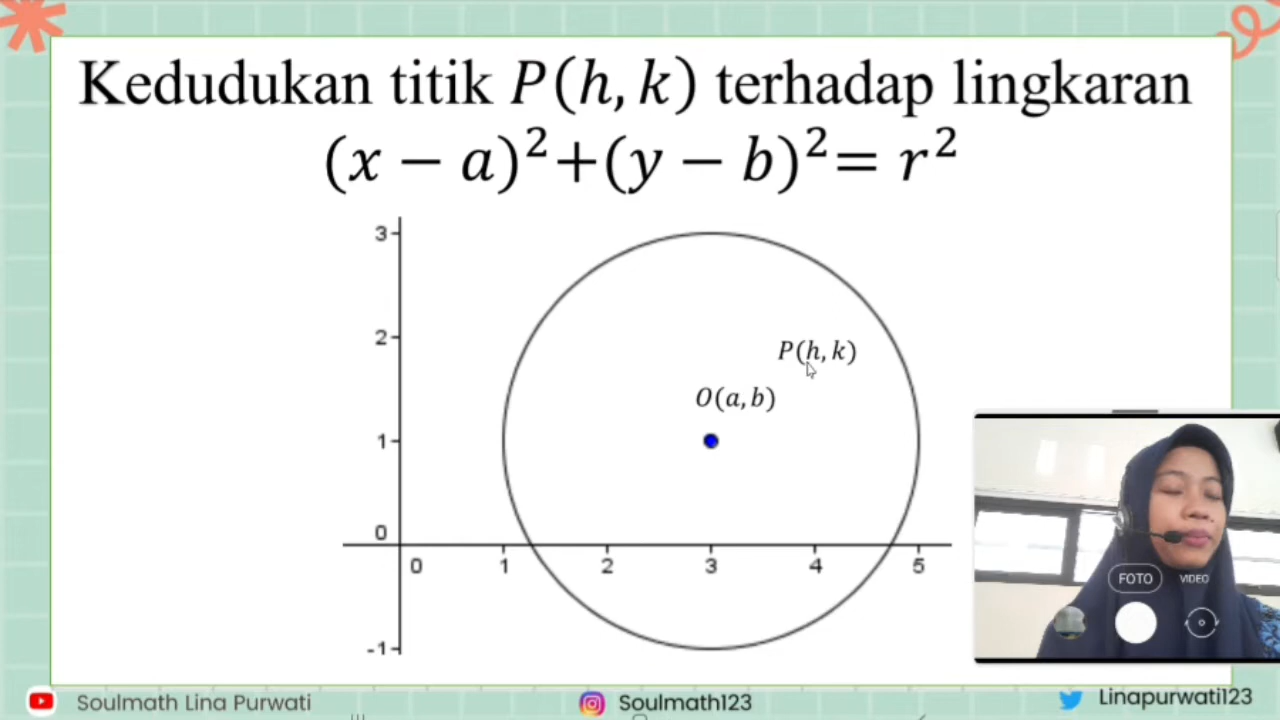 Kedudukan titik P(h, k) terhadap lingkaran
(x − a)²+(y − b)²= r²
3
2
P(h, k)
O(a, b)
1
0
0 1 2 3 4 5
-1
FOTO VIDEO
Soulmath Lina Purwati Soulmath123 Linapurwati123